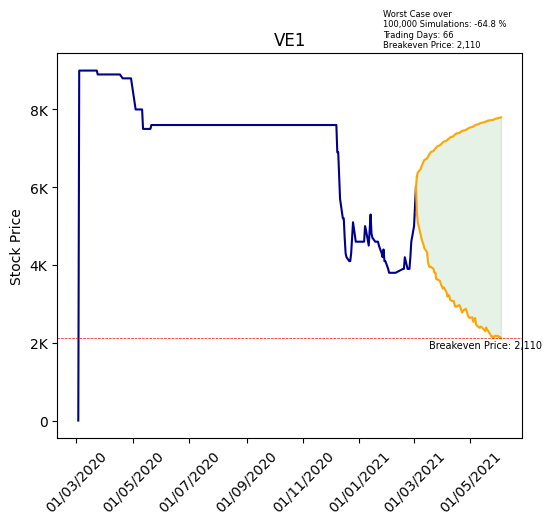 Worst Case over
100,000 Simulations: -64.8 %
Trading Days: 66
Breakeven Price: 2,110
VE1
Stock Price
8K
6K
4K
2K
0
Breakeven Price: 2,110
01/03/2020
01/05/2020
01/07/2020
01/09/2020
01/11/2020
01/01/2021
01/03/2021
01/05/2021